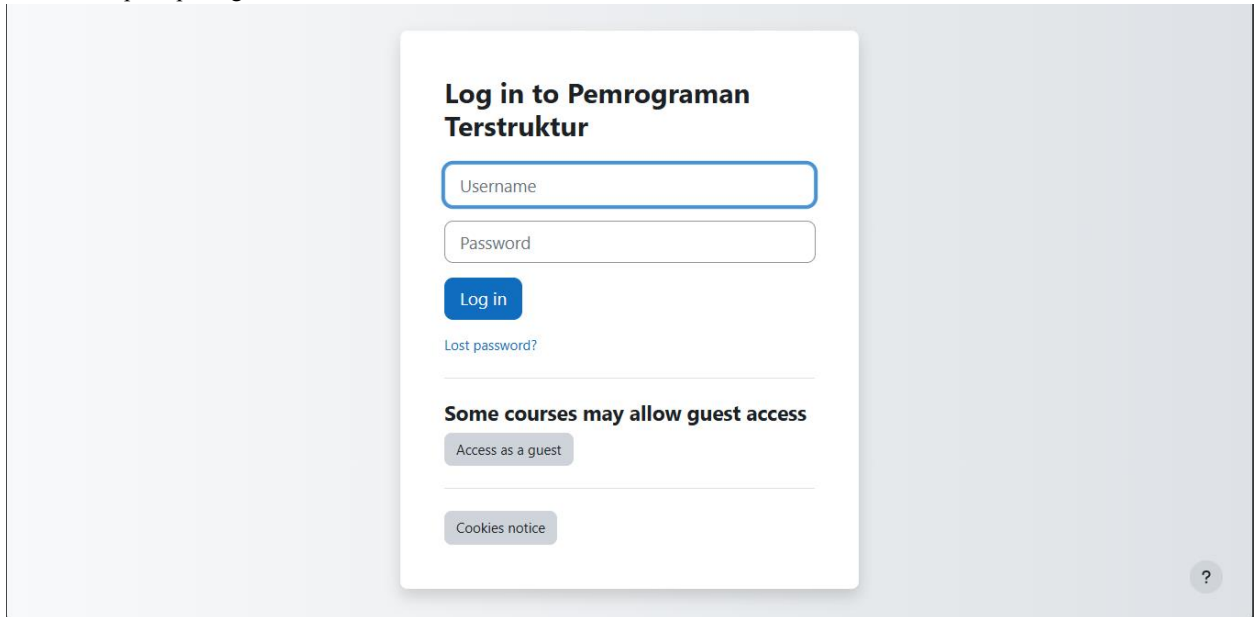 Log in to Pemrograman
Terstruktur
Username
Password
Log in
Lost password?
Some courses may allow guest access
Access as a guest
Cookies notice
?